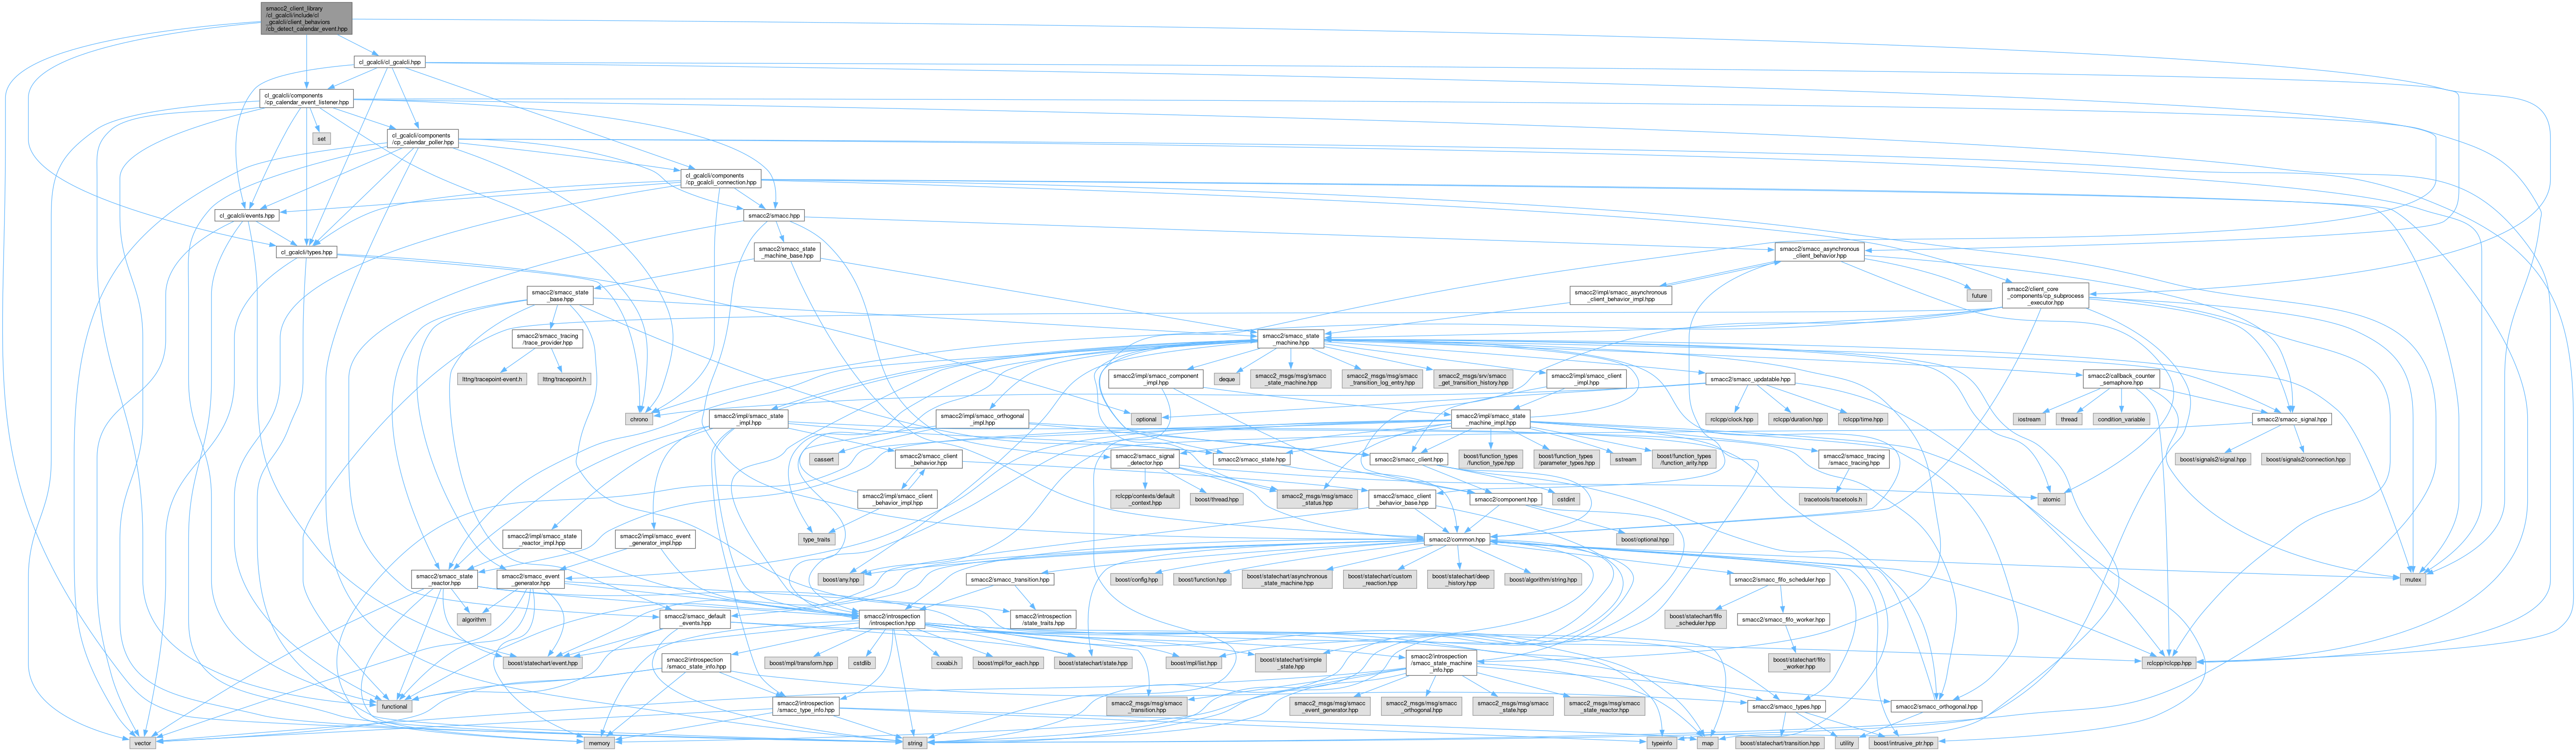 smacc2_client_library
/cl_gcalcli/include/cl
_gcalcli/client_behaviors
/cb_detect_calendar_event.hpp
cl_gcalcli/cl_gcalcli.hpp
cl_gcalcli/components
/cp_calendar_event_listener.hpp
set
cl_gcalcli/components
/cp_calendar_poller.hpp
cl_gcalcli/components
/cp_gcalcli_connection.hpp
cl_gcalcli/events.hpp
smacc2/smacc.hpp
cl_gcalcli/types.hpp
smacc2/smacc_state
_machine_base.hpp
smacc2/smacc_asynchronous
_client_behavior.hpp
smacc2/smacc_state
_base.hpp
smacc2/impl/smacc_asynchronous
_client_behavior_impl.hpp
future
smacc2/client_core
_components/cp_subprocess
_executor.hpp
smacc2/smacc_tracing
/trace_provider.hpp
smacc2/smacc_state
_machine.hpp
lttng/tracepoint-event.h
lttng/tracepoint.h
smacc2/impl/smacc_component
_impl.hpp
deque
smacc2_msgs/msg/smacc
_state_machine.hpp
smacc2_msgs/msg/smacc
_transition_log_entry.hpp
smacc2_msgs/srv/smacc
_get_transition_history.hpp
smacc2/impl/smacc_client
_impl.hpp
smacc2/smacc_updatable.hpp
smacc2/callback_counter
_semaphore.hpp
chrono
optional
smacc2/impl/smacc_state
_impl.hpp
smacc2/impl/smacc_orthogonal
_impl.hpp
smacc2/impl/smacc_state
_machine_impl.hpp
rclcpp/clock.hpp
rclcpp/duration.hpp
rclcpp/time.hpp
iostream
thread
condition_variable
smacc2/smacc_signal.hpp
cassert
smacc2/smacc_client
_behavior.hpp
smacc2/smacc_signal
_detector.hpp
smacc2/smacc_state.hpp
smacc2/smacc_client.hpp
boost/function_types
/function_type.hpp
boost/function_types
/parameter_types.hpp
sstream
boost/function_types
/function_arity.hpp
smacc2/smacc_tracing
/smacc_tracing.hpp
boost/signals2/signal.hpp
boost/signals2/connection.hpp
smacc2/impl/smacc_client
_behavior_impl.hpp
rclcpp/contexts/default
_context.hpp
boost/thread.hpp
smacc2_msgs/msg/smacc
_status.hpp
smacc2/smacc_client
_behavior_base.hpp
smacc2/component.hpp
cstdint
tracetools/tracetools.h
atomic
smacc2/impl/smacc_state
_reactor_impl.hpp
smacc2/impl/smacc_event
_generator_impl.hpp
type_traits
smacc2/common.hpp
boost/optional.hpp
smacc2/smacc_state
_reactor.hpp
smacc2/smacc_event
_generator.hpp
boost/any.hpp
smacc2/smacc_transition.hpp
boost/config.hpp
boost/function.hpp
boost/statechart/asynchronous
_state_machine.hpp
boost/statechart/custom
_reaction.hpp
boost/statechart/deep
_history.hpp
boost/algorithm/string.hpp
smacc2/smacc_fifo_scheduler.hpp
mutex
algorithm
smacc2/smacc_default
_events.hpp
smacc2/introspection
/introspection.hpp
smacc2/introspection
/state_traits.hpp
boost/statechart/fifo
_scheduler.hpp
smacc2/smacc_fifo_worker.hpp
boost/statechart/event.hpp
smacc2/introspection
/smacc_state_info.hpp
boost/mpl/transform.hpp
cstdlib
cxxabi.h
boost/mpl/for_each.hpp
boost/statechart/state.hpp
boost/mpl/list.hpp
boost/statechart/simple
_state.hpp
smacc2/introspection
/smacc_state_machine
_info.hpp
boost/statechart/fifo
_worker.hpp
rclcpp/rclcpp.hpp
functional
smacc2/introspection
/smacc_type_info.hpp
smacc2_msgs/msg/smacc
_transition.hpp
smacc2_msgs/msg/smacc
_event_generator.hpp
smacc2_msgs/msg/smacc
_orthogonal.hpp
smacc2_msgs/msg/smacc
_state.hpp
smacc2_msgs/msg/smacc
_state_reactor.hpp
smacc2/smacc_types.hpp
smacc2/smacc_orthogonal.hpp
vector
memory
string
typeinfo
map
boost/statechart/transition.hpp
utility
boost/intrusive_ptr.hpp